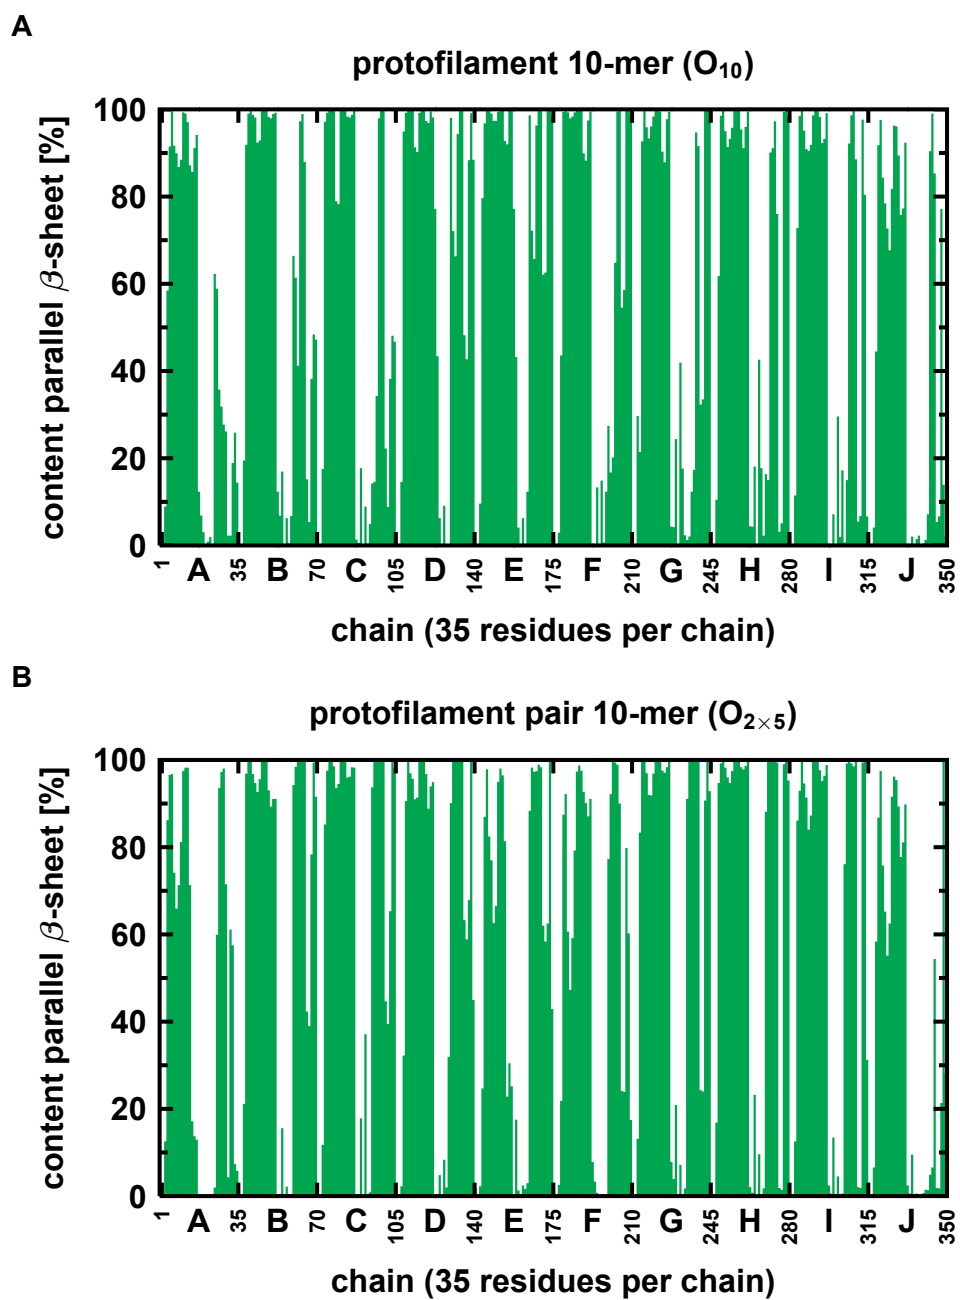 A
protofilament 10-mer (O₁₀)
content parallel β-sheet [%]
100
80
60
40
20
0
1 A 35 B 70 C 105 D 140 E 175 F 210 G 245 H 280 I 315 J 350
chain (35 residues per chain)
B
protofilament pair 10-mer (O₂ₓ₅)
content parallel β-sheet [%]
100
80
60
40
20
0
1 A 35 B 70 C 105 D 140 E 175 F 210 G 245 H 280 I 315 J 350
chain (35 residues per chain)